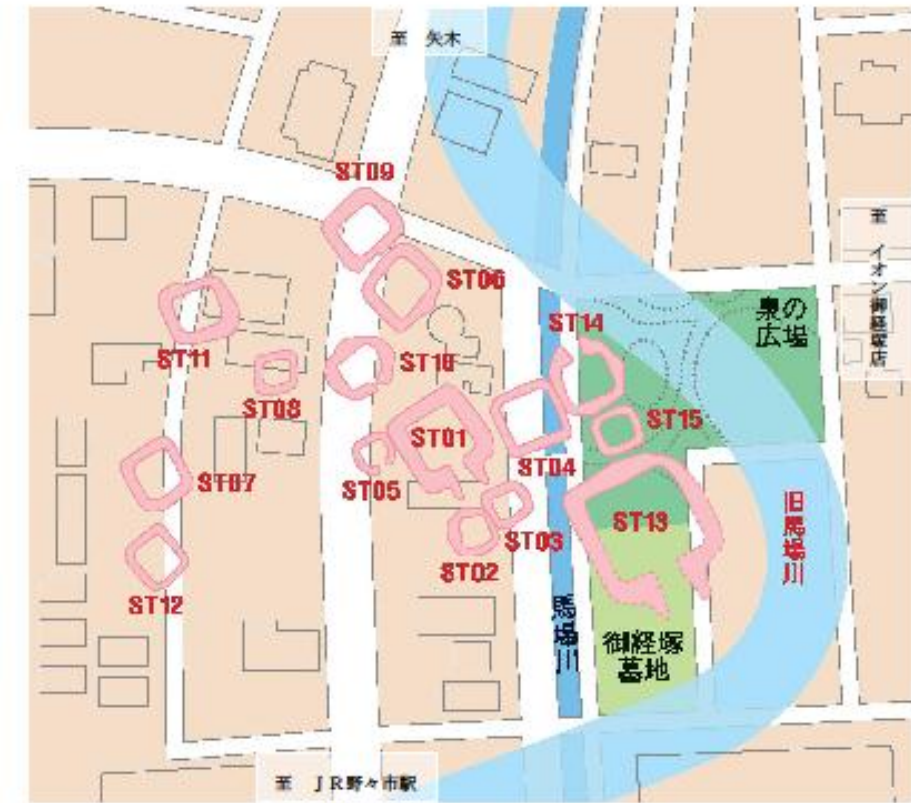 至 矢木
ST09
至 イオン御経塚店
ST06
泉の
広場
ST14
ST11
ST10
ST08
ST15
ST01
ST04
ST07
ST05
ST13
旧馬場川
ST03
ST02
ST12
馬場川
御経塚
墓地
至 JR野々市駅